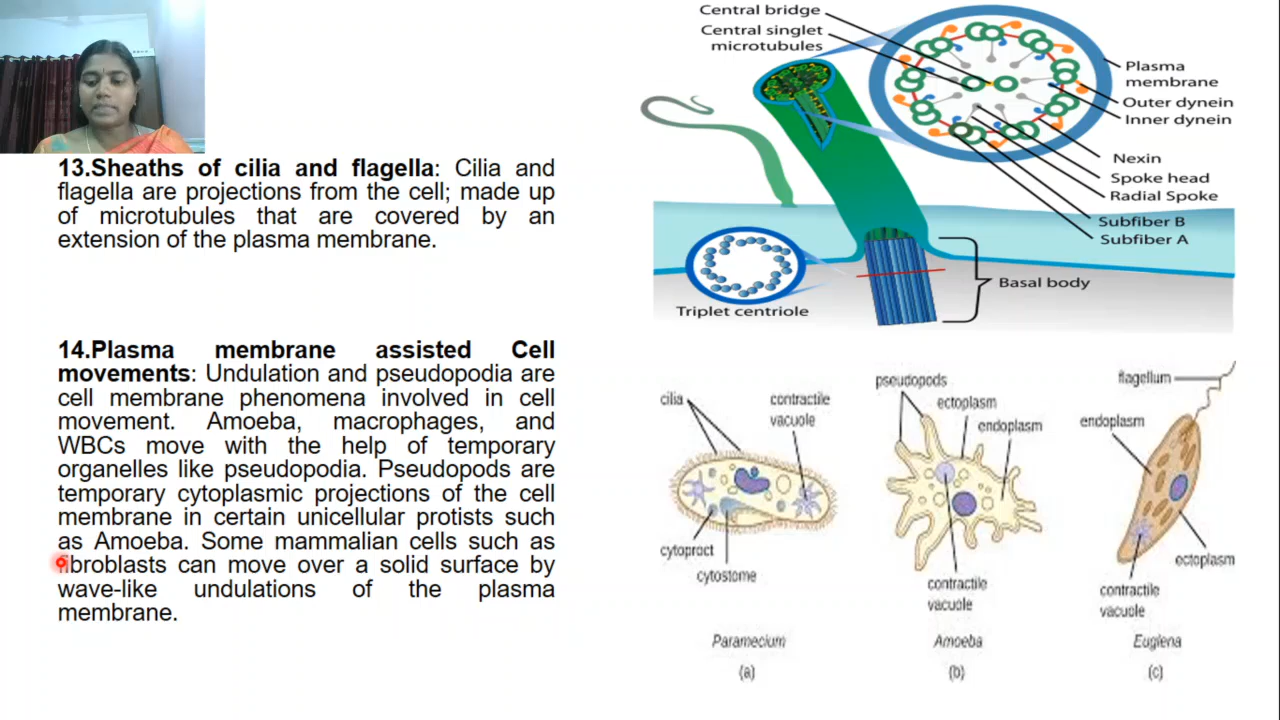 13.Sheaths of cilia and flagella: Cilia and
flagella are projections from the cell; made up
of microtubules that are covered by an
extension of the plasma membrane.
14.Plasma membrane assisted Cell
movements: Undulation and pseudopodia are
cell membrane phenomena involved in cell
movement. Amoeba, macrophages, and
WBCs move with the help of temporary
organelles like pseudopodia. Pseudopods are
temporary cytoplasmic projections of the cell
membrane in certain unicellular protists such
as Amoeba. Some mammalian cells such as
fibroblasts can move over a solid surface by
wave-like undulations of the plasma
membrane.
Central bridge
Central singlet
microtubules
Plasma
membrane
Outer dynein
Inner dynein
Nexin
Spoke head
Radial Spoke
Subfiber B
Subfiber A
Basal body
Triplet centriole
cilia
contractile
vacuole
cytoproct
cytostome
Paramecium
(a)
pseudopods
ectoplasm
endoplasm
contractile
vacuole
Amoeba
(b)
flagellum
endoplasm
ectoplasm
contractile
vacuole
Euglena
(c)